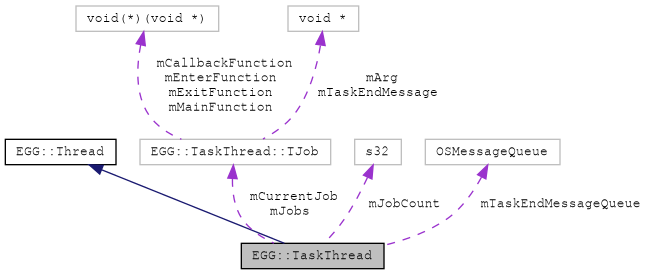 void(*)(void *)
void *
mCallbackFunction
mEnterFunction
mExitFunction
mMainFunction
mArg
mTaskEndMessage
EGG::Thread
EGG::TaskThread::TJob
s32
OSMessageQueue
mCurrentJob
mJobs
mJobCount
mTaskEndMessageQueue
EGG::TaskThread